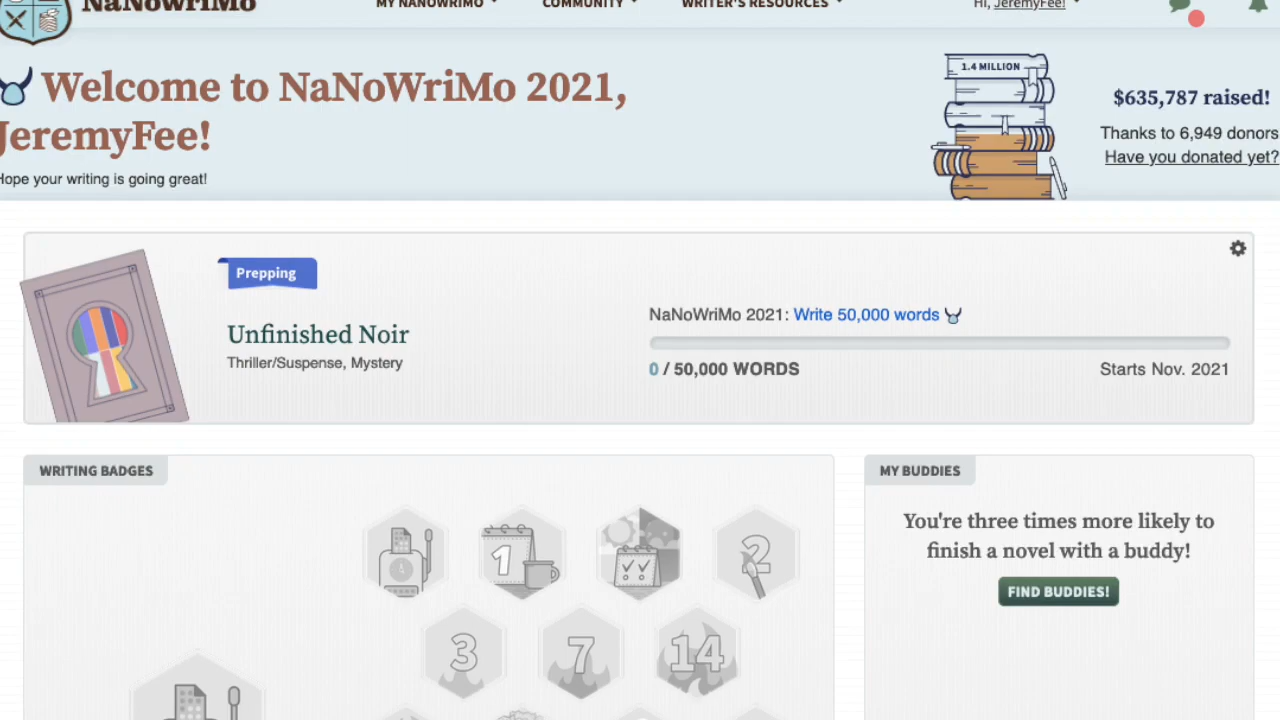 NaNoWriMo
MY NANOWRIMO
COMMUNITY
WRITER'S RESOURCES
Hi, JeremyFee!
Welcome to NaNoWriMo 2021,
JeremyFee!
Hope your writing is going great!
1.4 MILLION
$635,787 raised!
Thanks to 6,949 donors
Have you donated yet?
Prepping
Unfinished Noir
Thriller/Suspense, Mystery
NaNoWriMo 2021: Write 50,000 words
0 / 50,000 WORDS
Starts Nov. 2021
WRITING BADGES
1
2
3
7
14
MY BUDDIES
You're three times more likely to
finish a novel with a buddy!
FIND BUDDIES!